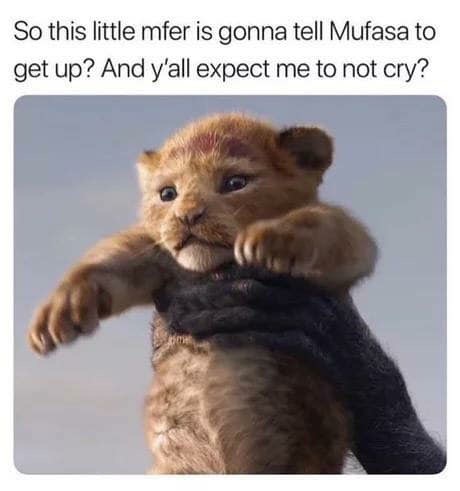 So this little mfer is gonna tell Mufasa to
get up? And y'all expect me to not cry?